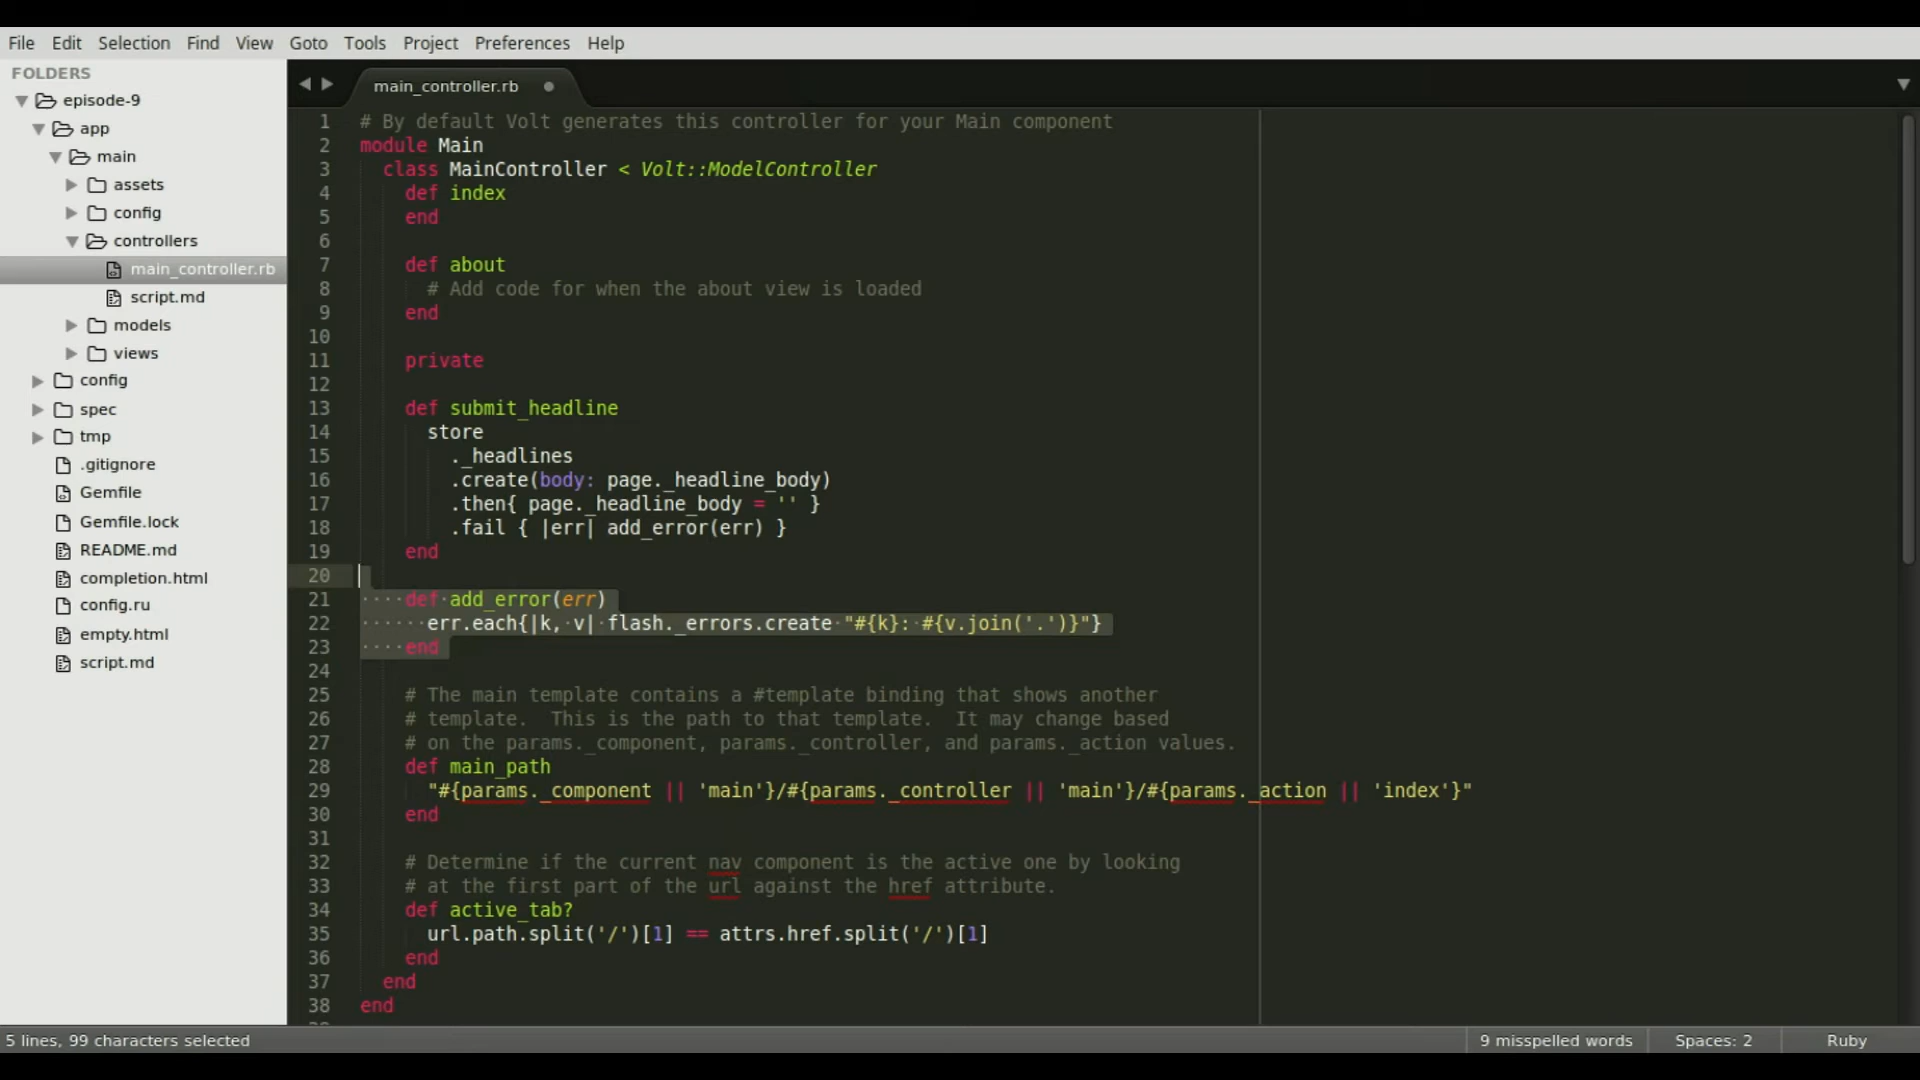 File Edit Selection Find View Goto Tools Project Preferences Help
FOLDERS
episode-9
app
main
assets
config
controllers
main_controller.rb
script.md
models
views
config
spec
tmp
.gitignore
Gemfile
Gemfile.lock
README.md
completion.html
config.ru
empty.html
script.md
main_controller.rb
1 # By default Volt generates this controller for your Main component
2 module Main
3 class MainController < Volt::ModelController
4 def index
5 end
6
7 def about
8 # Add code for when the about view is loaded
9 end
10
11 private
12
13 def submit_headline
14 store
15 ._headlines
16 .create(body: page._headline_body)
17 .then{ page._headline_body = '' }
18 .fail { |err| add_error(err) }
19 end
20
21 def add_error(err)
22 err.each{|k, v| flash._errors.create "#{k}: #{v.join('.')}"}
23 end
24
25 # The main template contains a #template binding that shows another
26 # template.  This is the path to that template.  It may change based
27 # on the params._component, params._controller, and params._action values.
28 def main_path
29 "#{params._component || 'main'}/#{params._controller || 'main'}/#{params._action || 'index'}"
30 end
31
32 # Determine if the current nav component is the active one by looking
33 # at the first part of the url against the href attribute.
34 def active_tab?
35 url.path.split('/')[1] == attrs.href.split('/')[1]
36 end
37 end
38 end
5 lines, 99 characters selected
9 misspelled words
Spaces: 2
Ruby